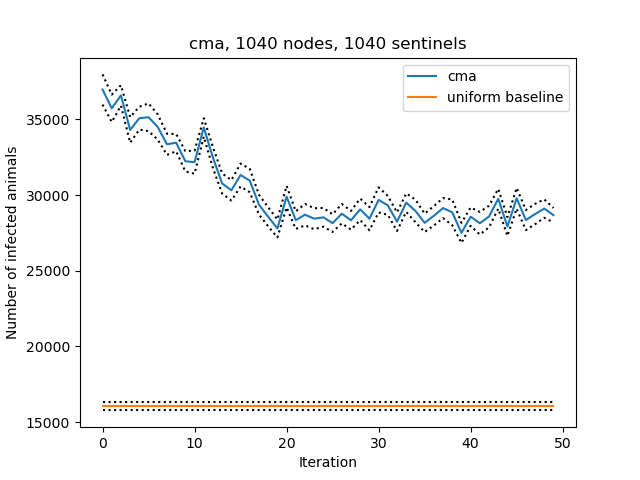 cma, 1040 nodes, 1040 sentinels
cma
uniform baseline
Number of infected animals
35000
30000
25000
20000
15000
0 10 20 30 40 50
Iteration